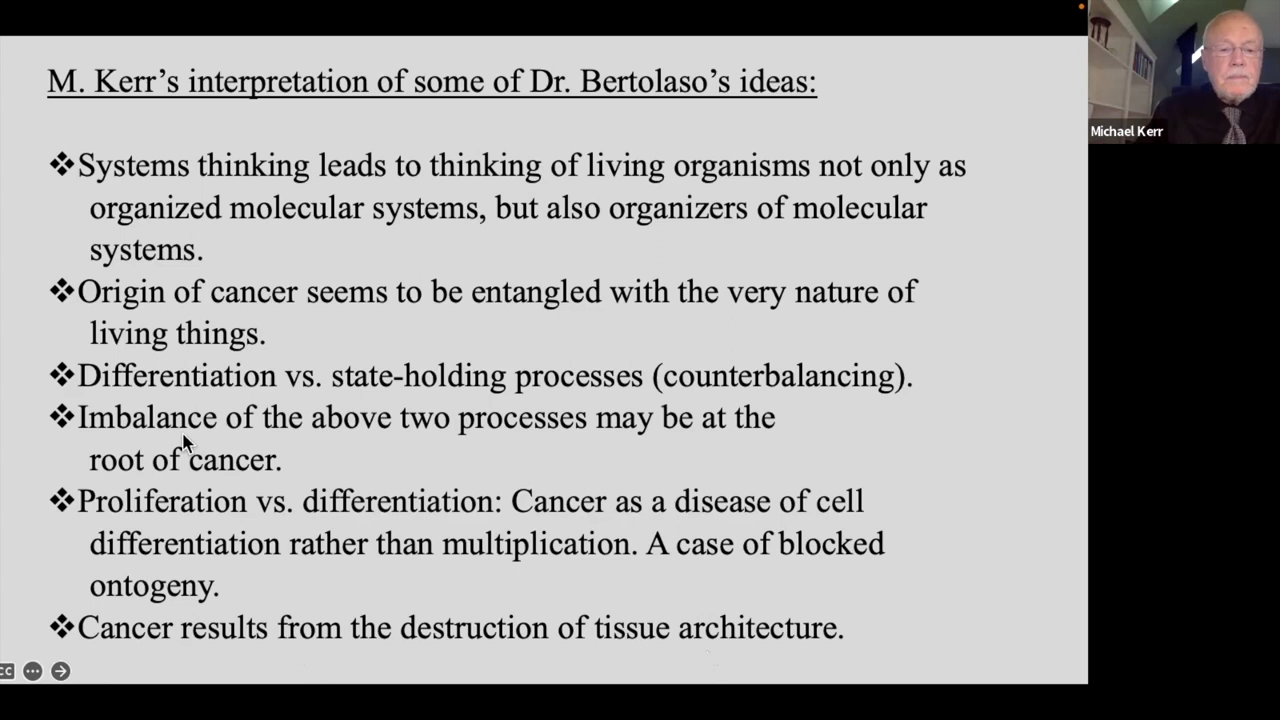 M. Kerr’s interpretation of some of Dr. Bertolaso’s ideas:
❖Systems thinking leads to thinking of living organisms not only as
organized molecular systems, but also organizers of molecular
systems.
❖Origin of cancer seems to be entangled with the very nature of
living things.
❖Differentiation vs. state-holding processes (counterbalancing).
❖Imbalance of the above two processes may be at the
root of cancer.
❖Proliferation vs. differentiation: Cancer as a disease of cell
differentiation rather than multiplication. A case of blocked
ontogeny.
❖Cancer results from the destruction of tissue architecture.
Michael Kerr
CC